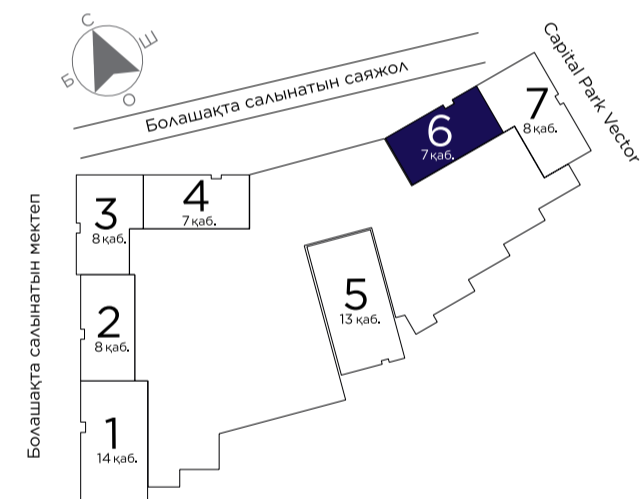 С
Ш
Б
О
Болашақта салынатын саяжол
Capital Park Vector
Болашақта салынатын мектеп
7
8 қаб.
6
7 қаб.
4
7 қаб.
3
8 қаб.
5
13 қаб.
2
8 қаб.
1
14 қаб.